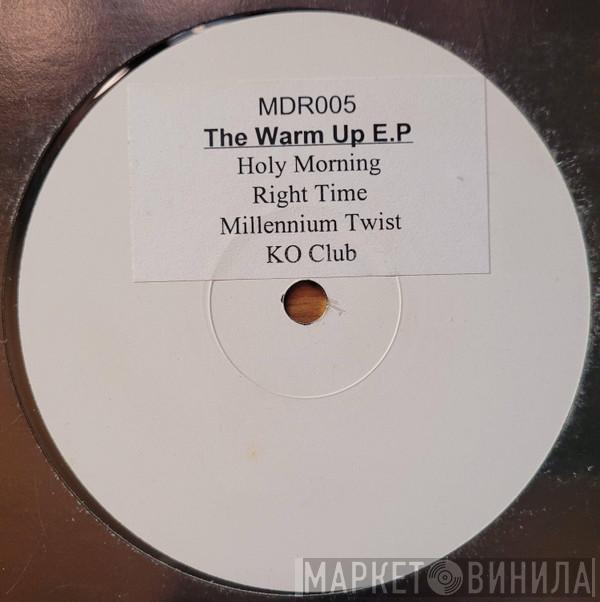 MDR005
The Warm Up E.P
Holy Morning
Right Time
Millennium Twist
KO Club
МАРКЕТ ВИНИЛА